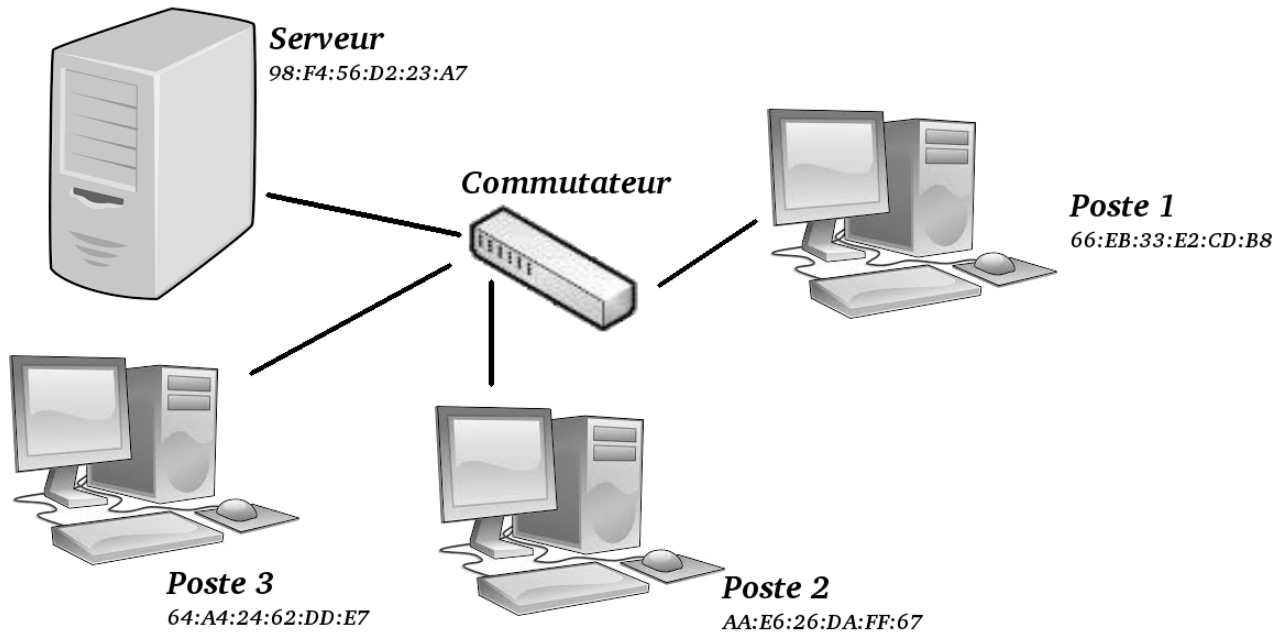 Serveur
98:F4:56:D2:23:A7
Commutateur
Poste 1
66:EB:33:E2:CD:B8
Poste 3
64:A4:24:62:DD:E7
Poste 2
AA:E6:26:DA:FF:67